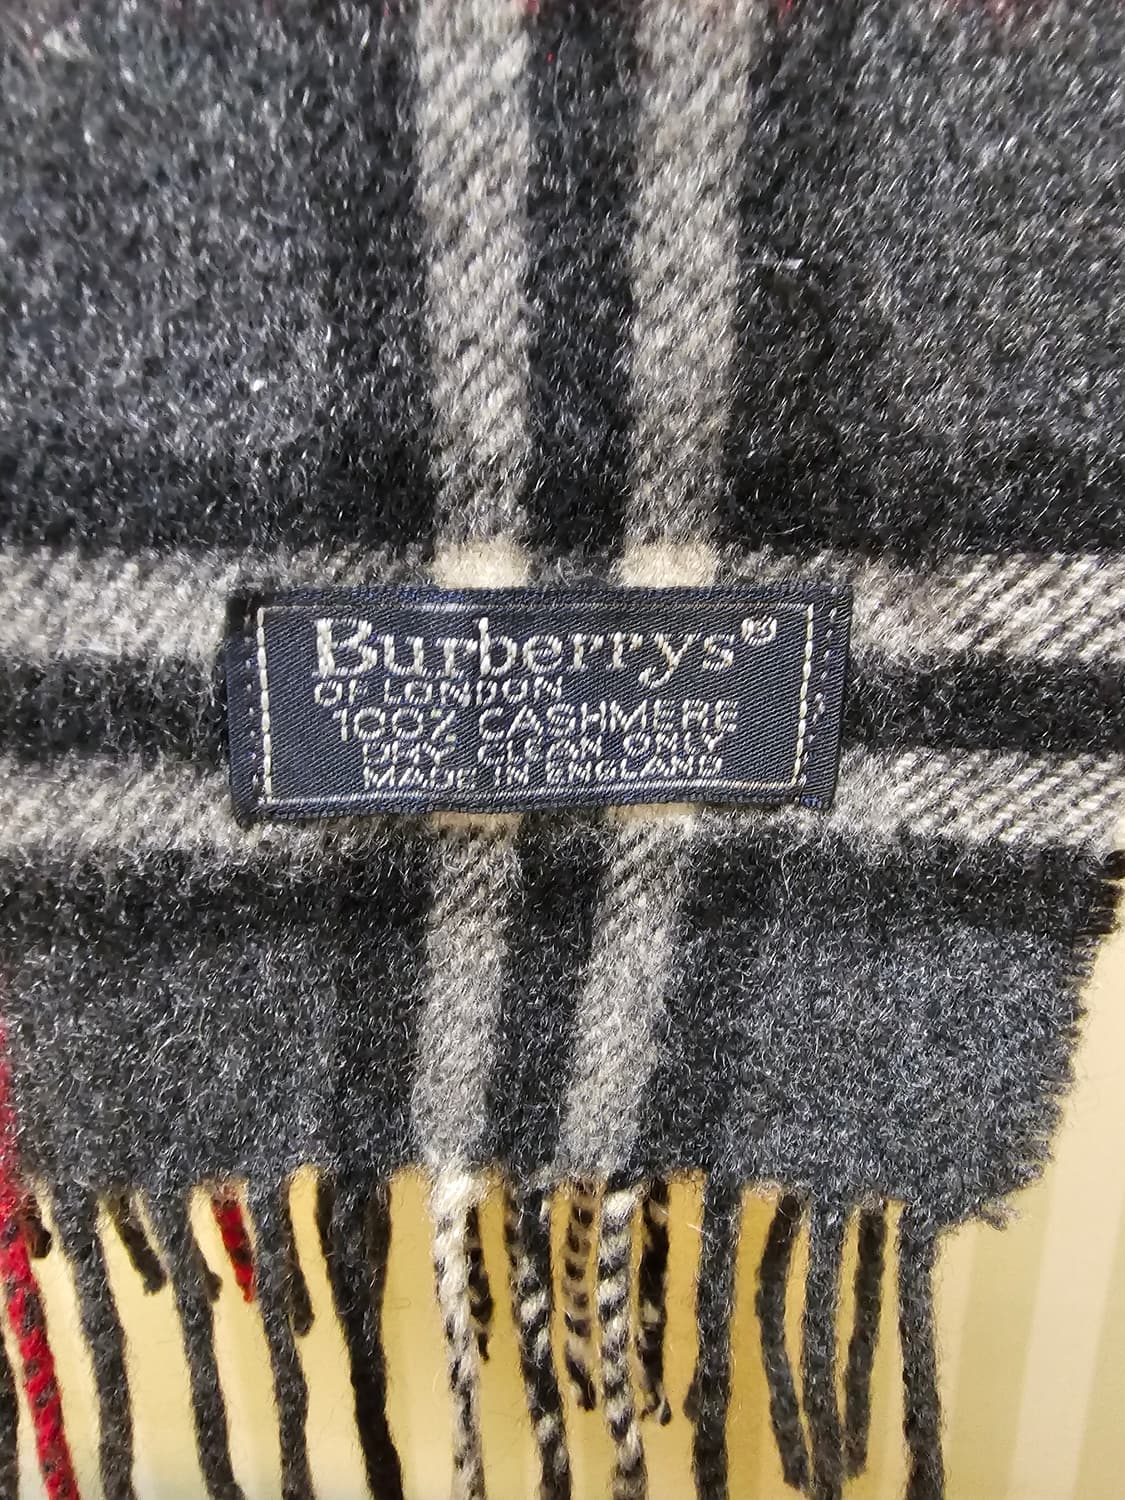 Burberrys®
OF LONDON
100% CASHMERE
DRY CLEAN ONLY
MADE IN ENGLAND